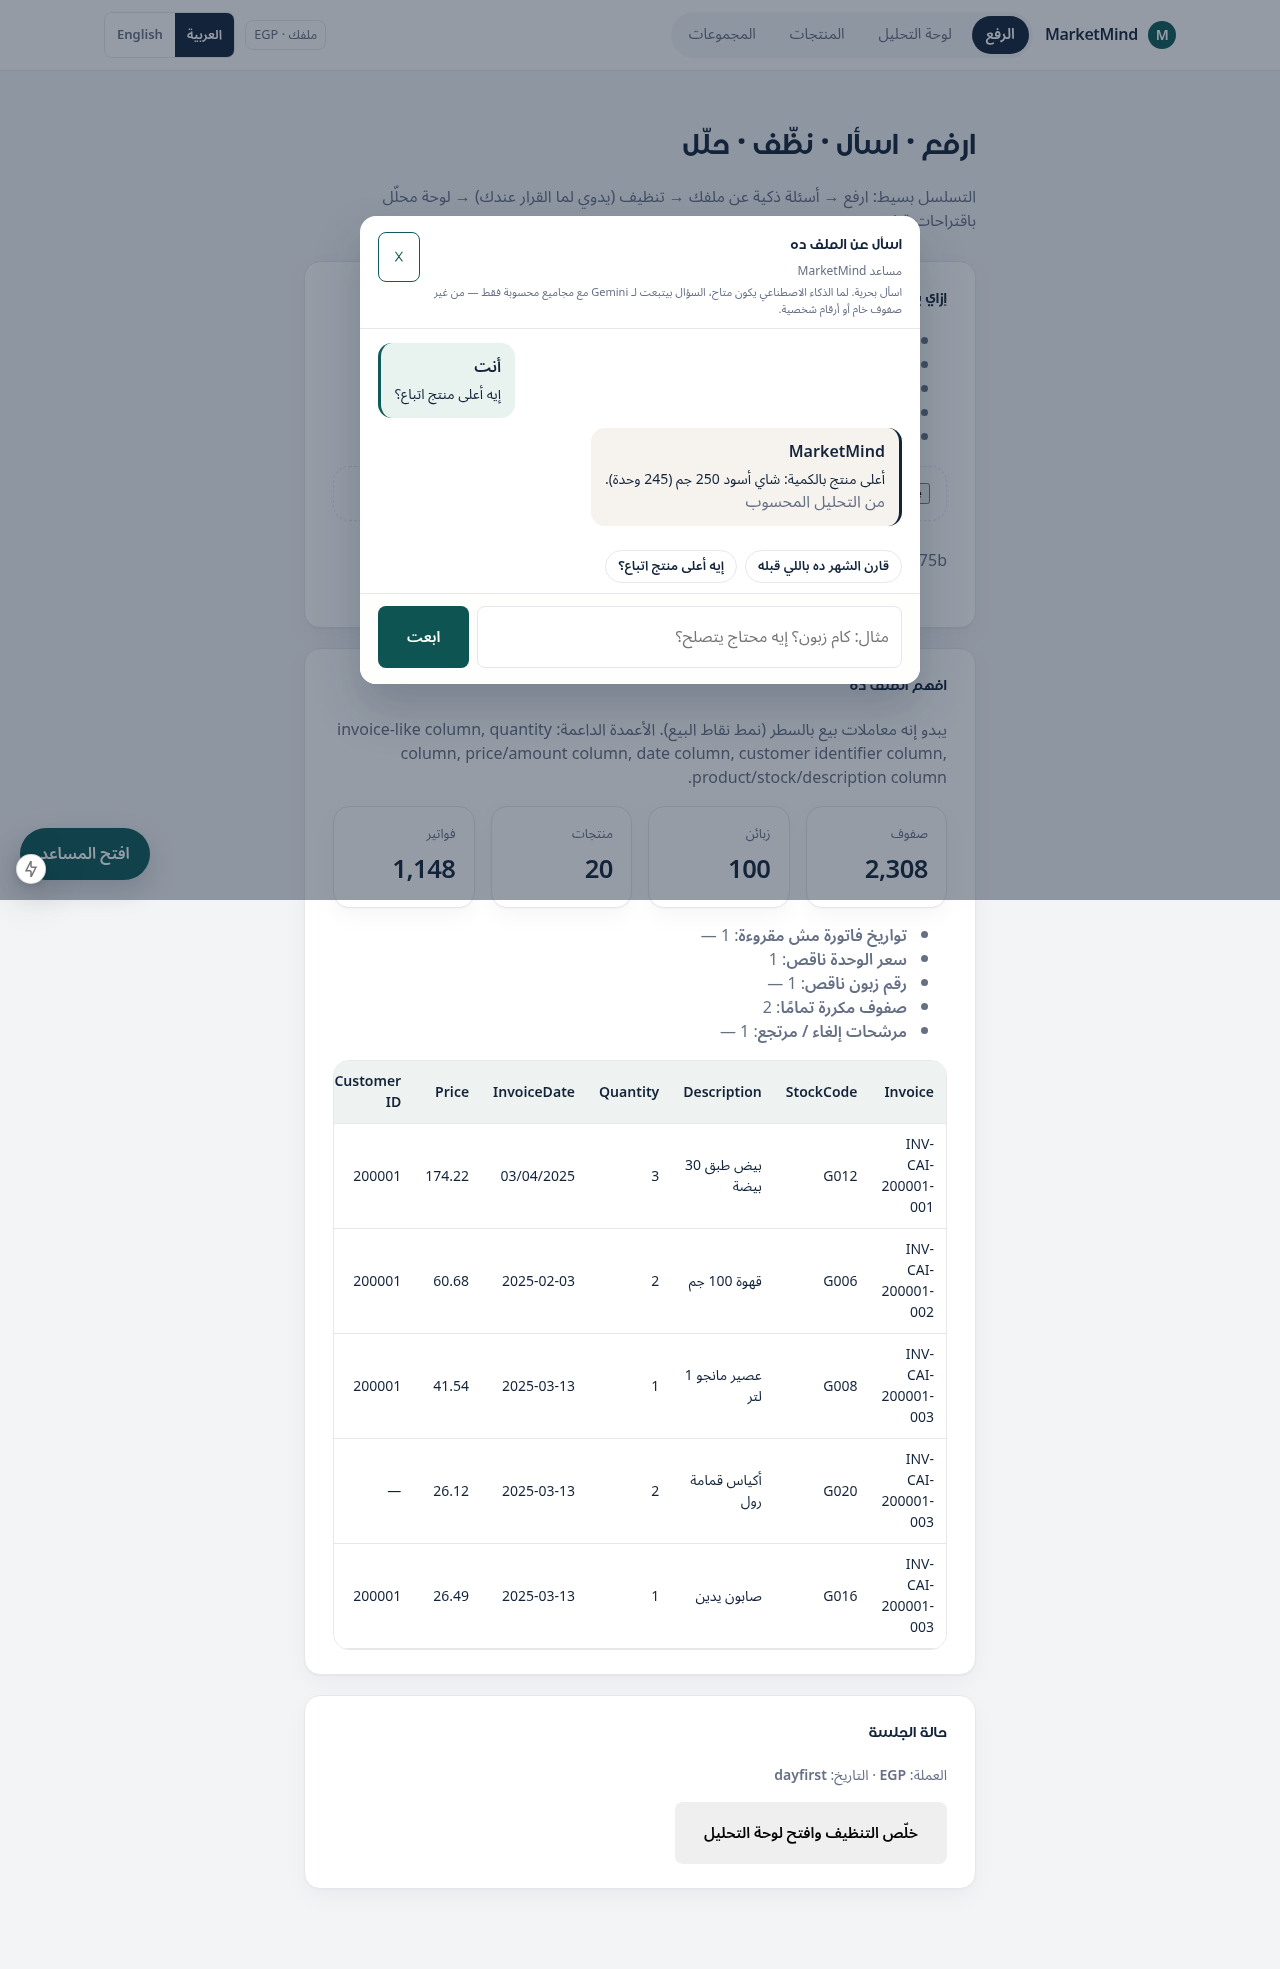 M
MarketMind
الرفع
لوحة التحليل
المنتجات
المجموعات
ملفك · EGP
العربية
English
ارفع · اسأل · نظّف · حلّل
التسلسل بسيط: ارفع → أسئلة ذكية عن ملفك → تنظيف (يدوي لما القرار عندك) → لوحة محلّل
اسأل عن الملف ده
مساعد MarketMind
اسأل بحرية. لما الذكاء الاصطناعي يكون متاح، السؤال بيتبعت لـ Gemini مع مجاميع محسوبة فقط — من غير
صفوف خام أو أرقام شخصية.
X
أنت
إيه أعلى منتج اتباع؟
MarketMind
أعلى منتج بالكمية: شاي أسود 250 جم (245 وحدة).
من التحليل المحسوب
قارن الشهر ده باللي قبله
إيه أعلى منتج اتباع؟
مثال: كام زبون؟ إيه محتاج يتصلح؟
ابعت
إزاي
75b
افهم الملف ده
يبدو إنه معاملات بيع بالسطر (نمط نقاط البيع). الأعمدة الداعمة: invoice-like column, quantity
column, price/amount column, date column, customer identifier column,
product/stock/description column.
صفوف
2,308
زبائن
100
منتجات
20
فواتير
1,148
افتح المساعد
تواريخ فاتورة مش مقروءة: 1 —
سعر الوحدة ناقص: 1
رقم زبون ناقص: 1 —
صفوف مكررة تمامًا: 2
مرشحات إلغاء / مرتجع: 1 —
Invoice StockCode Description Quantity InvoiceDate Price Customer ID
INV-CAI-200001-001 G012 بيض طبق 30 بيضة 3 03/04/2025 174.22 200001
INV-CAI-200001-002 G006 قهوة 100 جم 2 2025-02-03 60.68 200001
INV-CAI-200001-003 G008 عصير مانجو 1 لتر 1 2025-03-13 41.54 200001
INV-CAI-200001-003 G020 أكياس قمامة رول 2 2025-03-13 26.12 —
INV-CAI-200001-003 G016 صابون يدين 1 2025-03-13 26.49 200001
حالة الجلسة
العملة: EGP · التاريخ: dayfirst
خلّص التنظيف وافتح لوحة التحليل